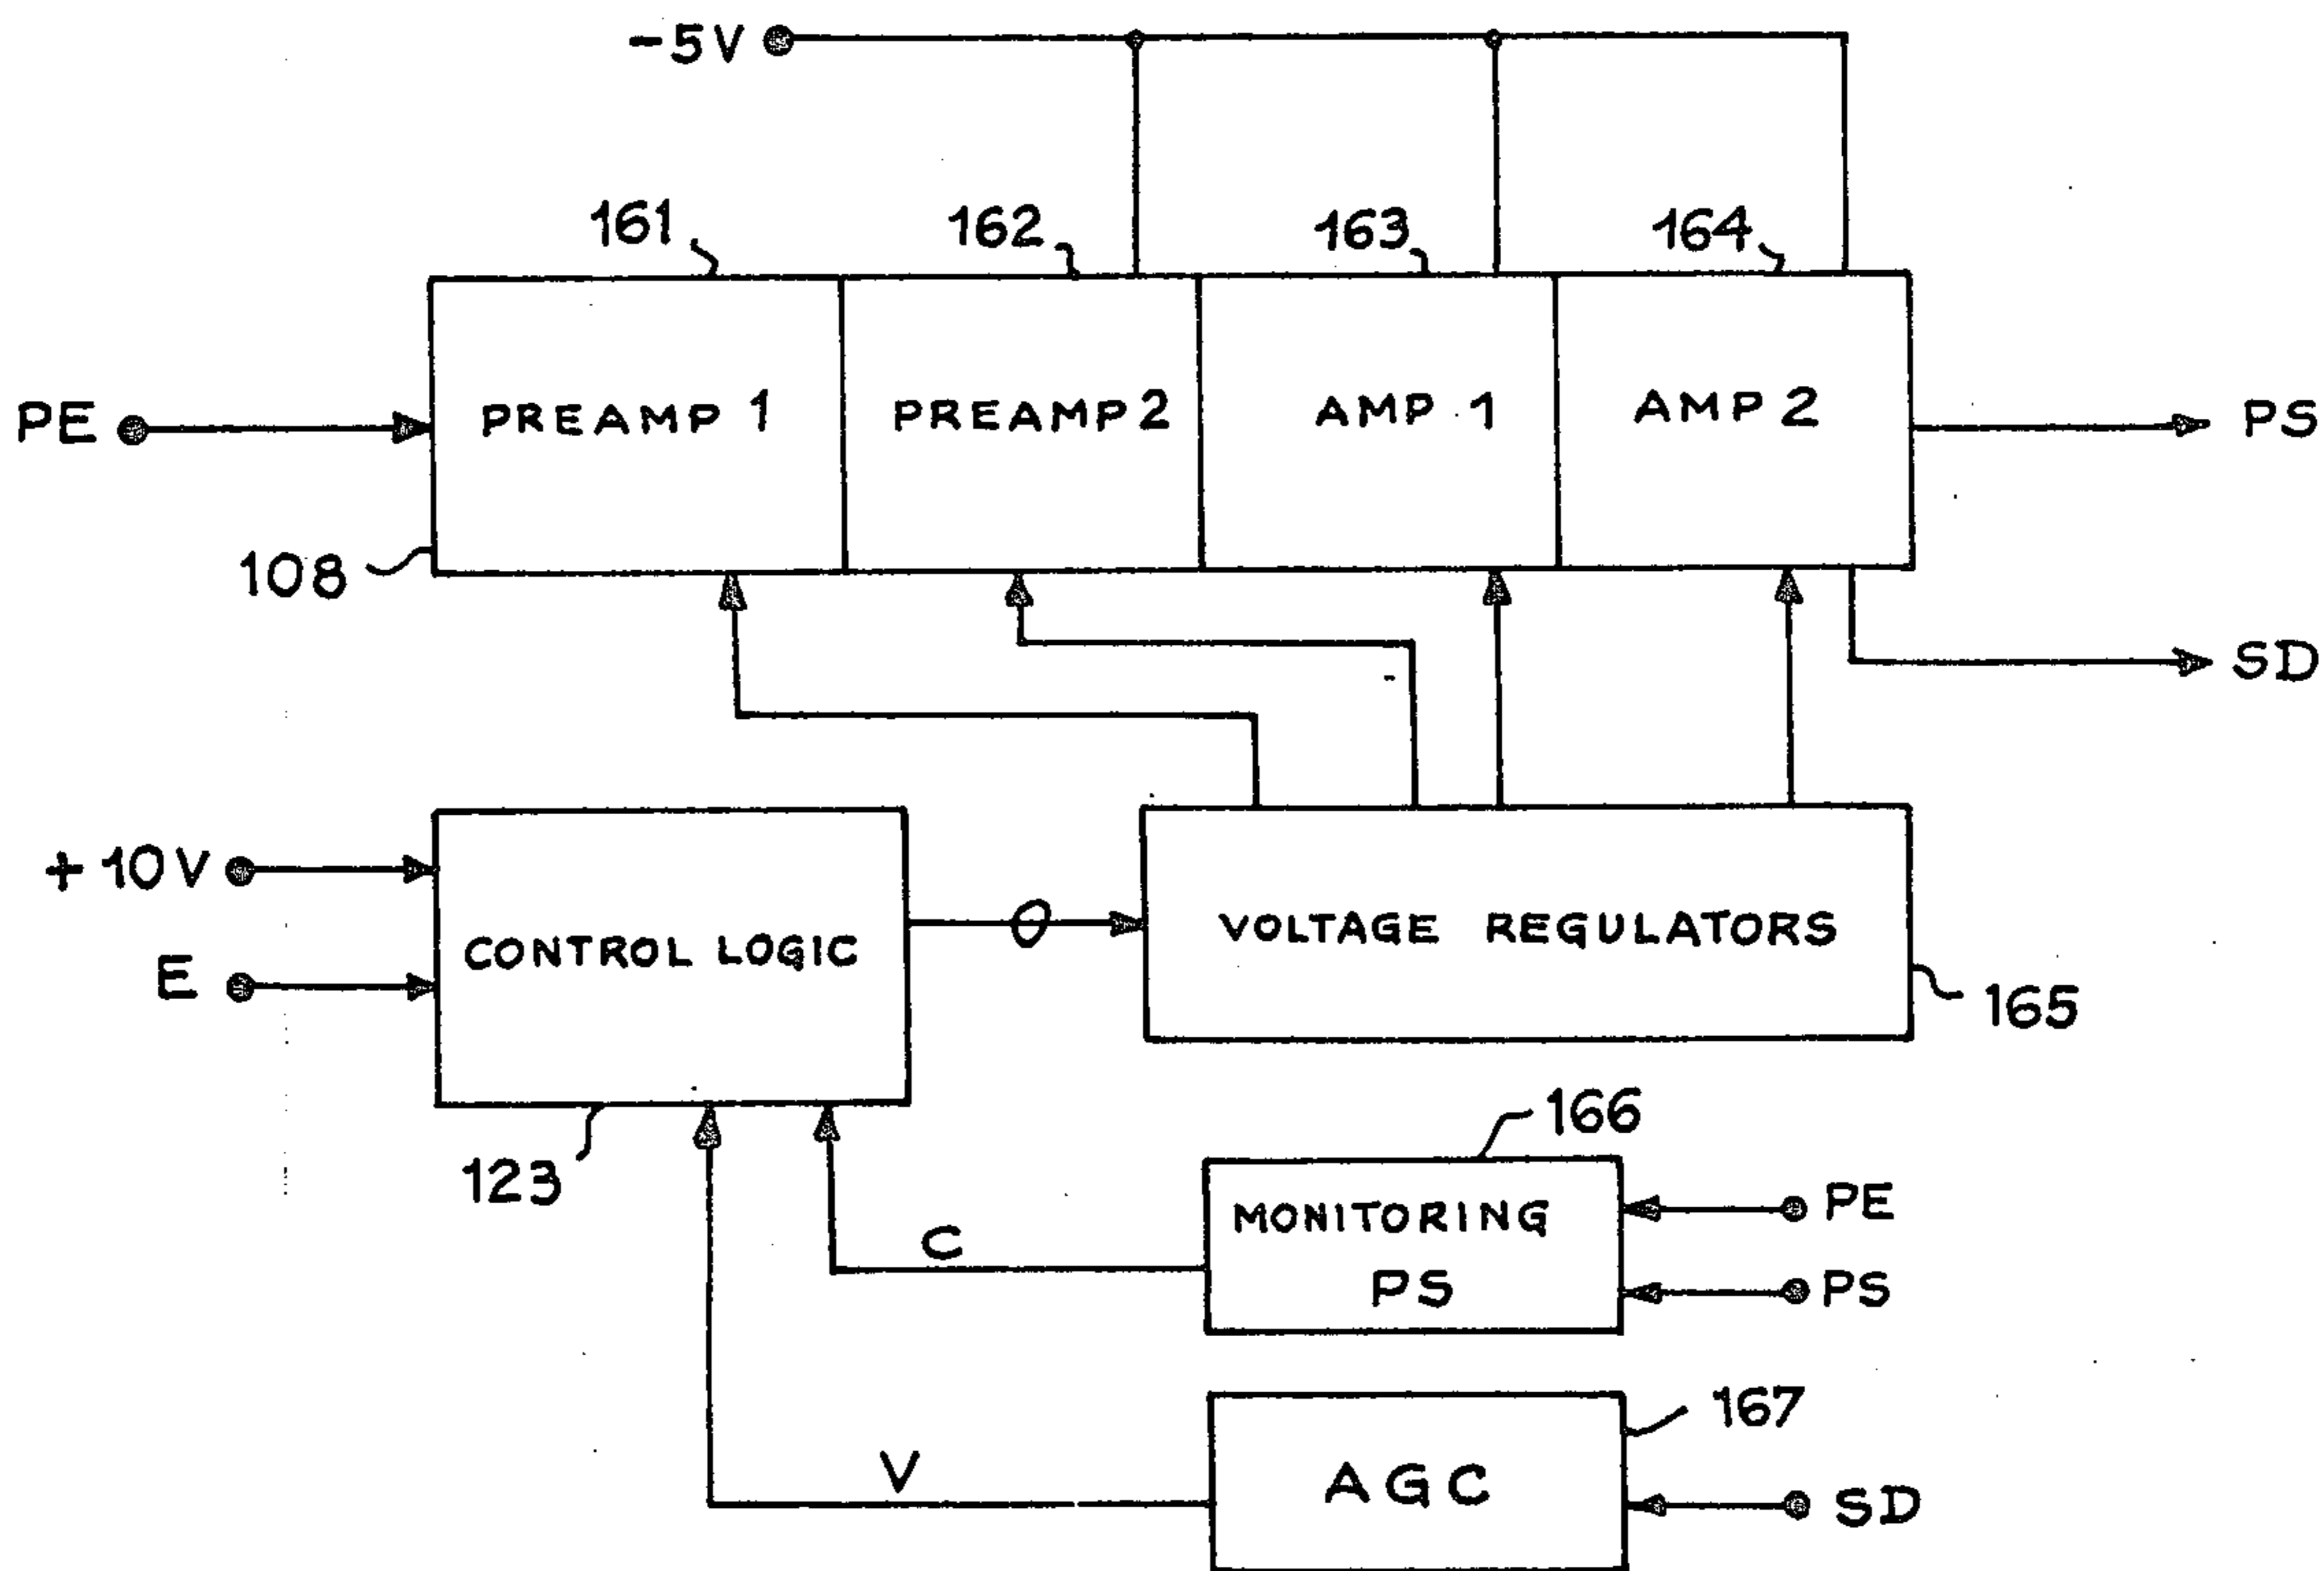 -5V
161
162
163
164
PE
PREAMP 1
PREAMP 2
AMP 1
AMP 2
PS
108
SD
+10V
E
CONTROL LOGIC
VOLTAGE REGULATORS
165
123
166
MONITORING
PS
PE
PS
C
167
V
AGC
SD